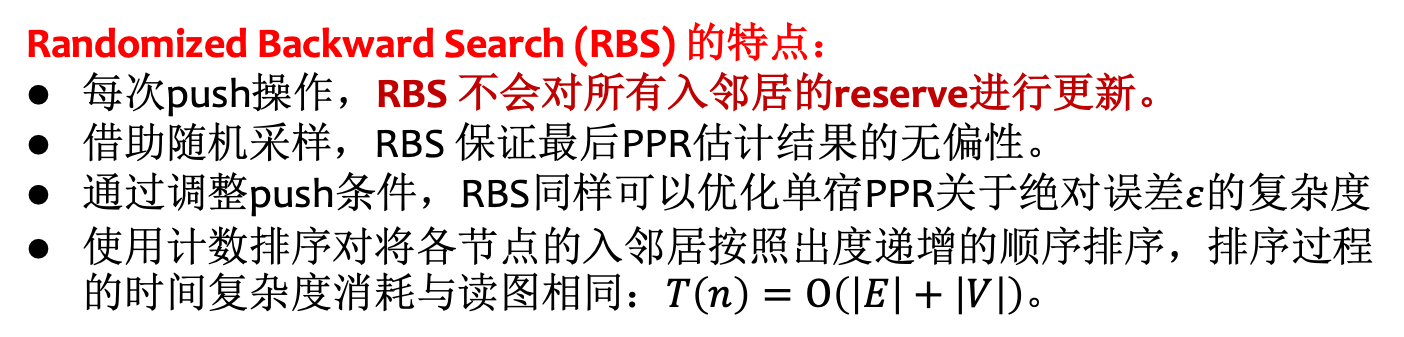 Randomized Backward Search (RBS) 的特点：
● 每次push操作，RBS 不会对所有入邻居的reserve进行更新。
● 借助随机采样，RBS 保证最后PPR估计结果的无偏性。
● 通过调整push条件，RBS同样可以优化单宿PPR关于绝对误差ε的复杂度
● 使用计数排序对将各节点的入邻居按照出度递增的顺序排序，排序过程
的时间复杂度消耗与读图相同：T(n) = O(|E| + |V|)。